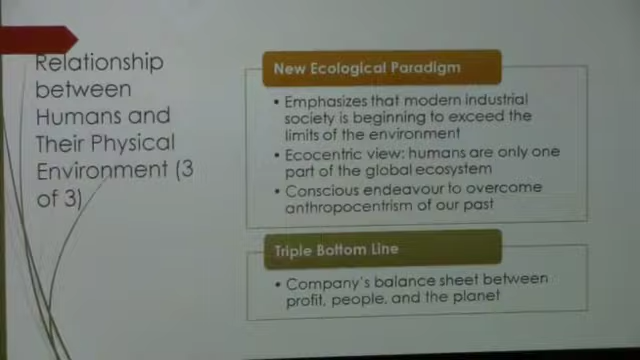 Relationship
between
Humans and
Their Physical
Environment (3
of 3)
New Ecological Paradigm
• Emphasizes that modern industrial
society is beginning to exceed the
limits of the environment
• Ecocentric view: humans are only one
part of the global ecosystem
• Conscious endeavour to overcome
anthropocentrism of our past
Triple Bottom Line
• Company's balance sheet between
profit, people, and the planet